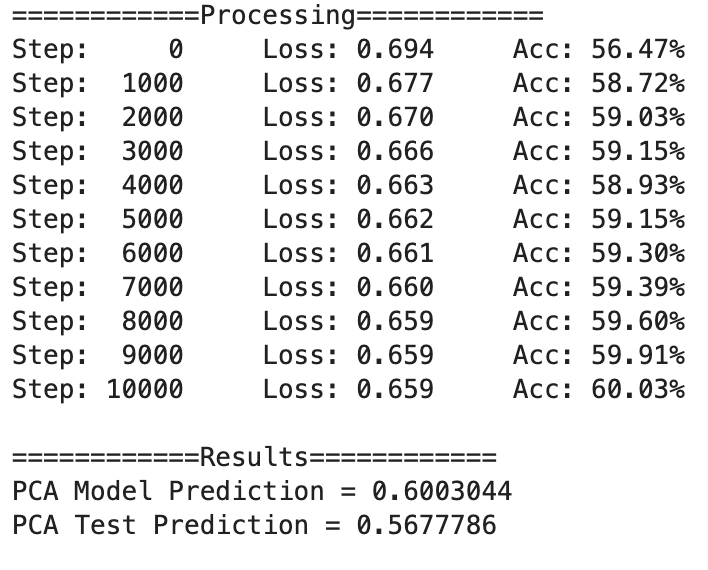 ============Processing============
Step:     0     Loss: 0.694     Acc: 56.47%
Step:  1000     Loss: 0.677     Acc: 58.72%
Step:  2000     Loss: 0.670     Acc: 59.03%
Step:  3000     Loss: 0.666     Acc: 59.15%
Step:  4000     Loss: 0.663     Acc: 58.93%
Step:  5000     Loss: 0.662     Acc: 59.15%
Step:  6000     Loss: 0.661     Acc: 59.30%
Step:  7000     Loss: 0.660     Acc: 59.39%
Step:  8000     Loss: 0.659     Acc: 59.60%
Step:  9000     Loss: 0.659     Acc: 59.91%
Step: 10000     Loss: 0.659     Acc: 60.03%
============Results============
PCA Model Prediction = 0.6003044
PCA Test Prediction = 0.5677786